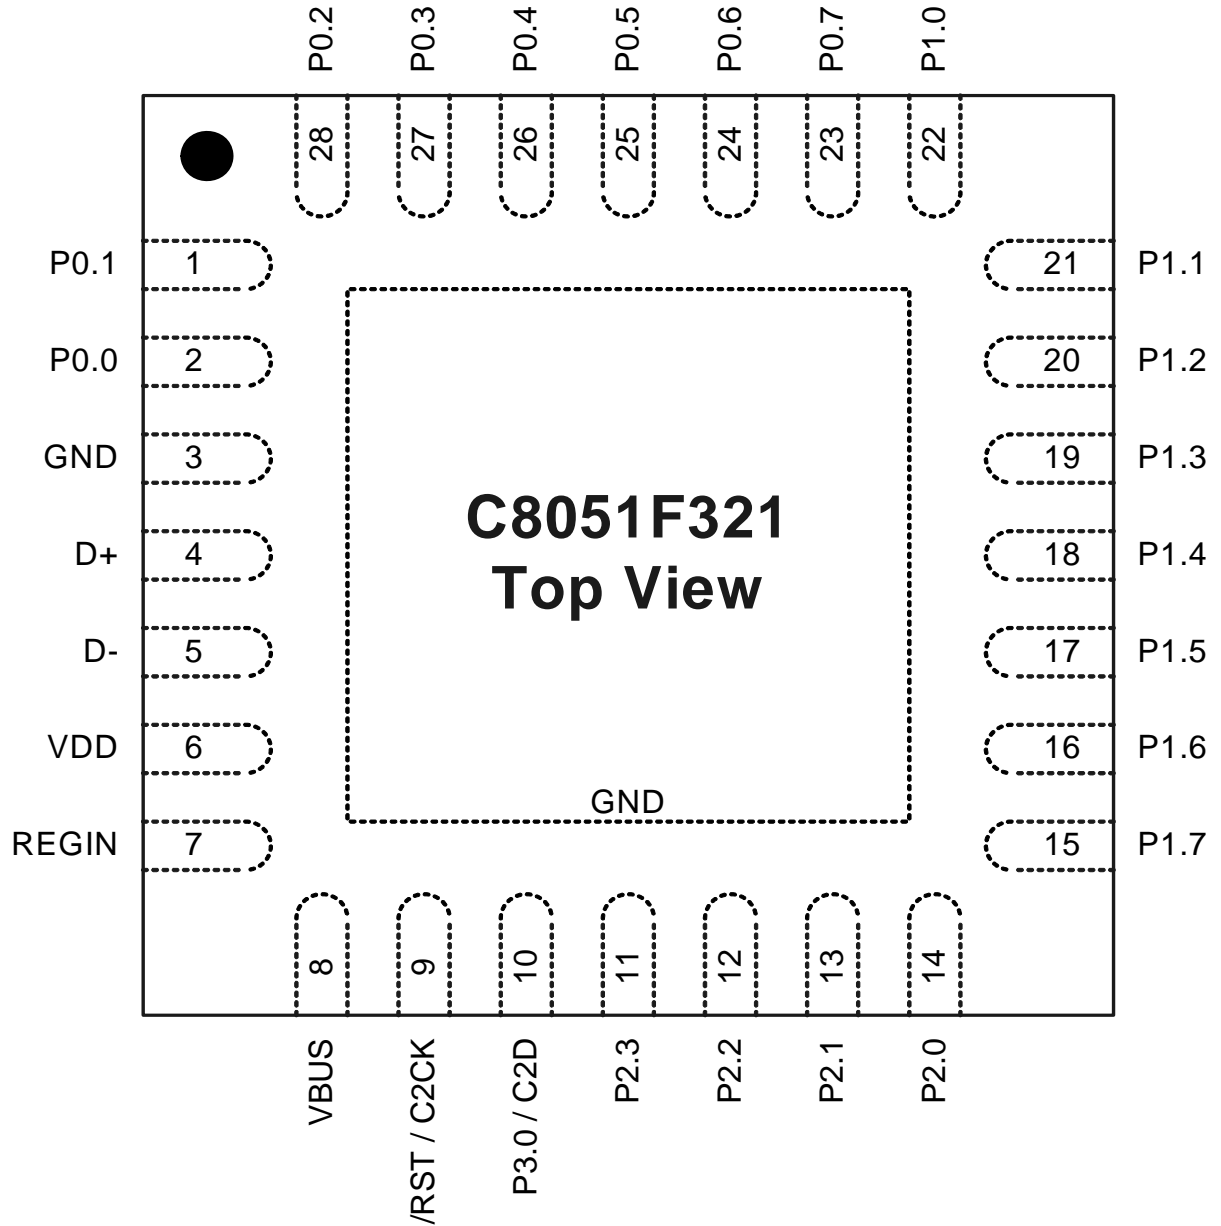 P0.2 P0.3 P0.4 P0.5 P0.6 P0.7 P1.0
28 27 26 25 24 23 22
P0.1 1 21 P1.1
P0.0 2 20 P1.2
GND 3 19 P1.3
C8051F321
D+ 4 18 P1.4
Top View
D- 5 17 P1.5
VDD 6 16 P1.6
GND
REGIN 7 15 P1.7
8 9 10 11 12 13 14
VBUS /RST / C2CK P3.0 / C2D P2.3 P2.2 P2.1 P2.0